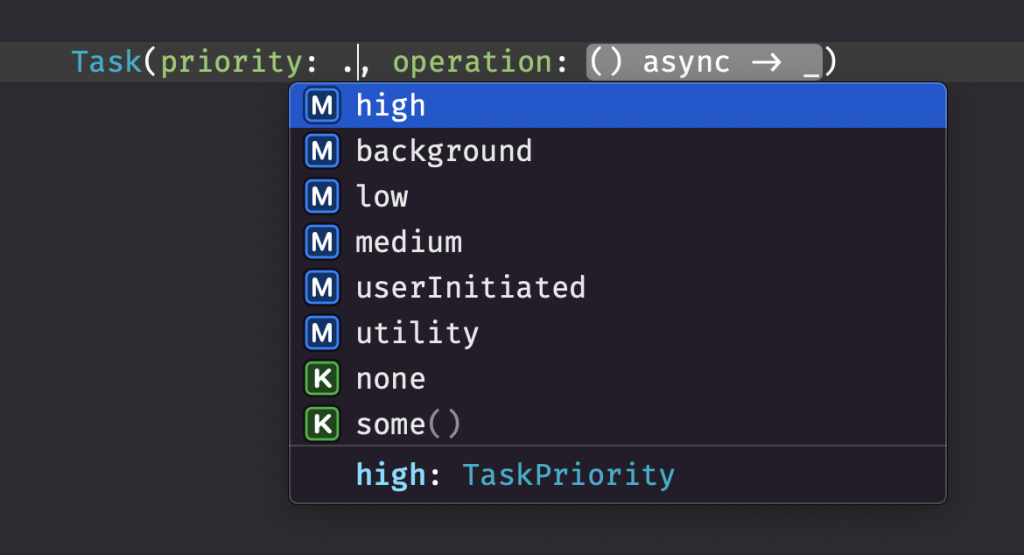 Task(priority: ., operation: () async -> _)
M high
M background
M low
M medium
M userInitiated
M utility
K none
K some()
high: TaskPriority